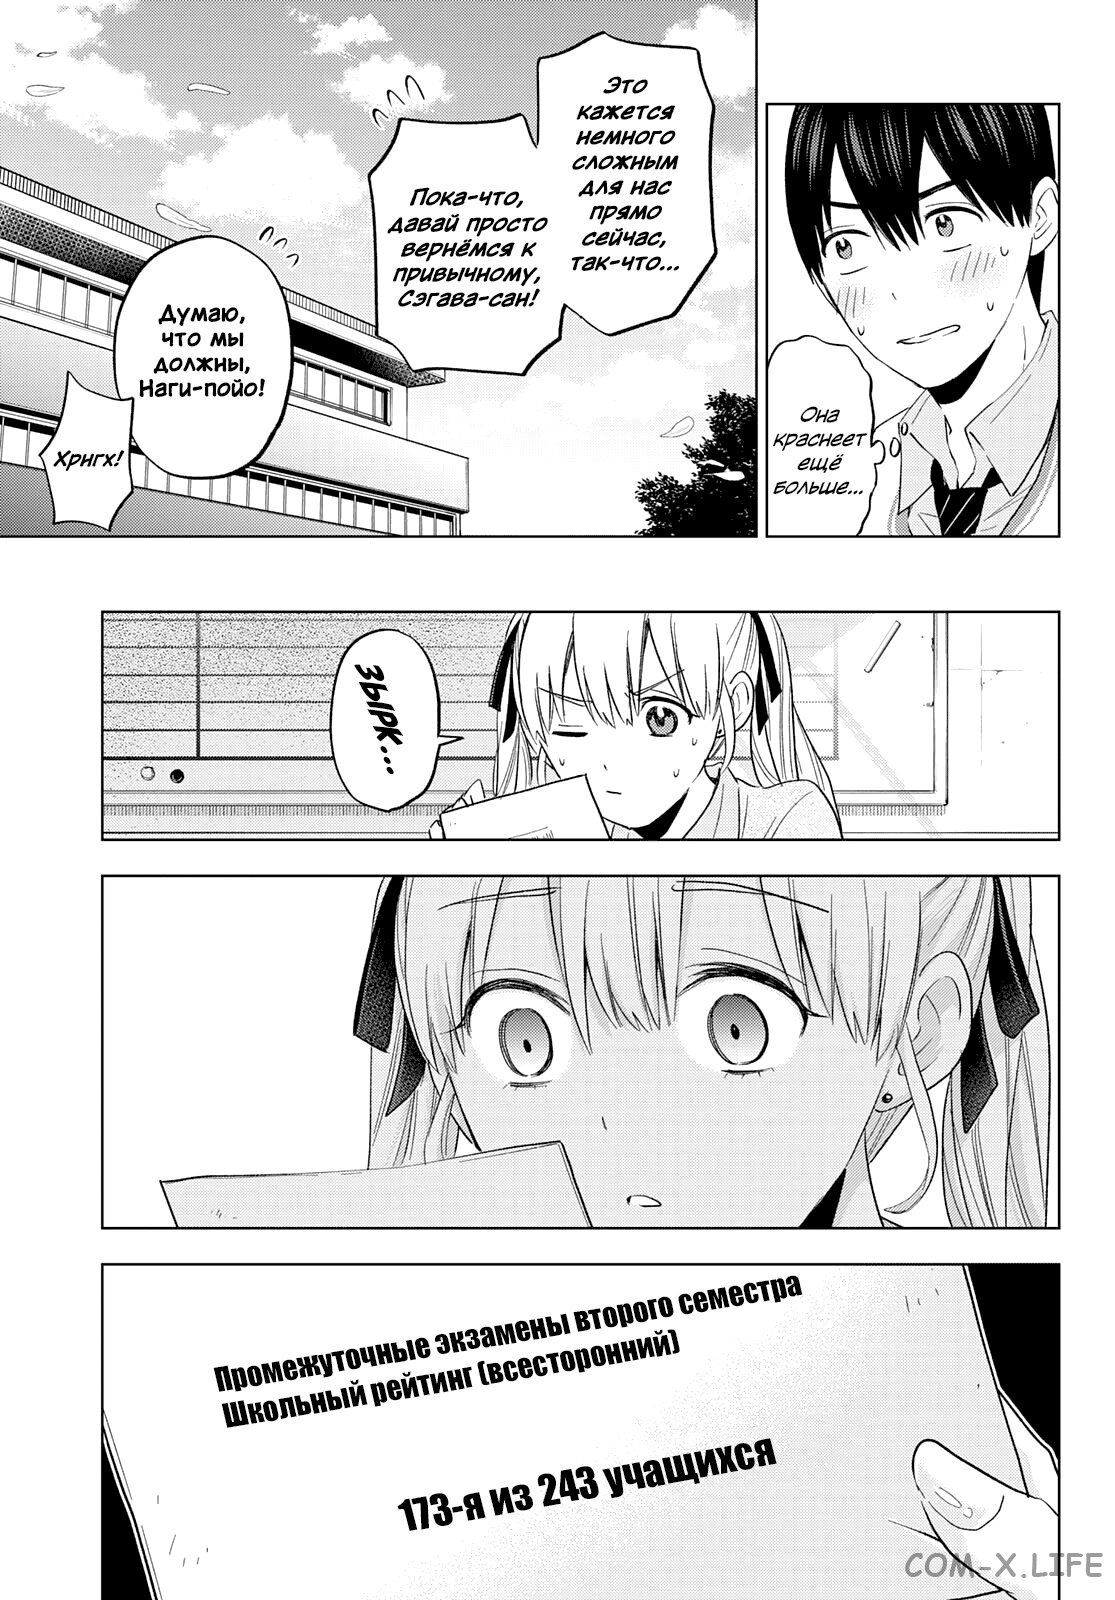 Она
краснеет
ещё
больше...
Это
кажется
немного
сложным
для нас
прямо
сейчас,
так-что...
Пока-что,
давай просто
вернёмся к
привычному,
Сэгава-сан!
Думаю,
что мы
должны,
Наги-пойо!
Хрнгх!
ЗЫРК...
Промежуточные экзамены второго семестра
Школьный рейтинг (всесторонний)
173-я из 243 учащихся
COM-X.LIFE